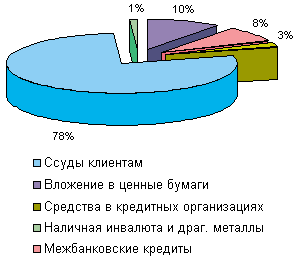 1%
10%
8%
3%
78%
Ссуды клиентам
Вложение в ценные бумаги
Средства в кредитных организациях
Наличная инвалюта и драг. металлы
Межбанковские кредиты